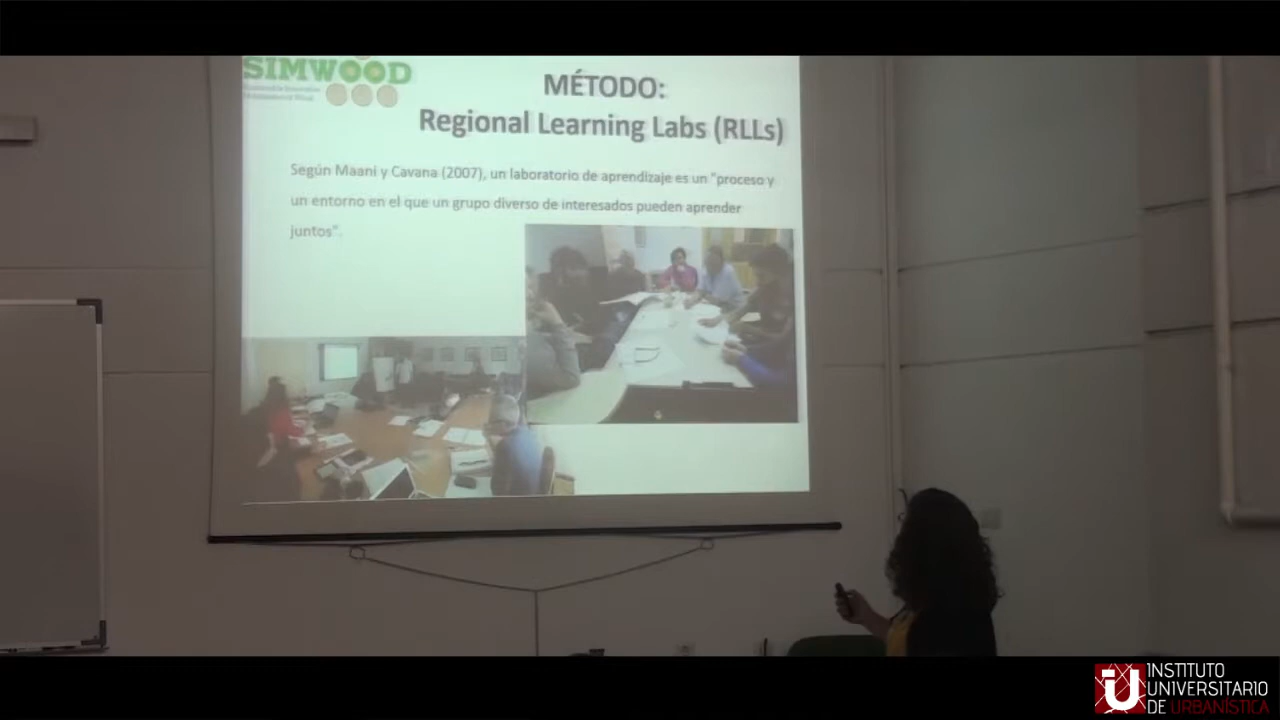 SIMWOOD
MÉTODO:
Regional Learning Labs (RLLs)
Según Maani y Cavana (2007), un laboratorio de aprendizaje es un "proceso y
un entorno en el que un grupo diverso de interesados pueden aprender
juntos".
INSTITUTO
UNIVERSITARIO
DE URBANÍSTICA